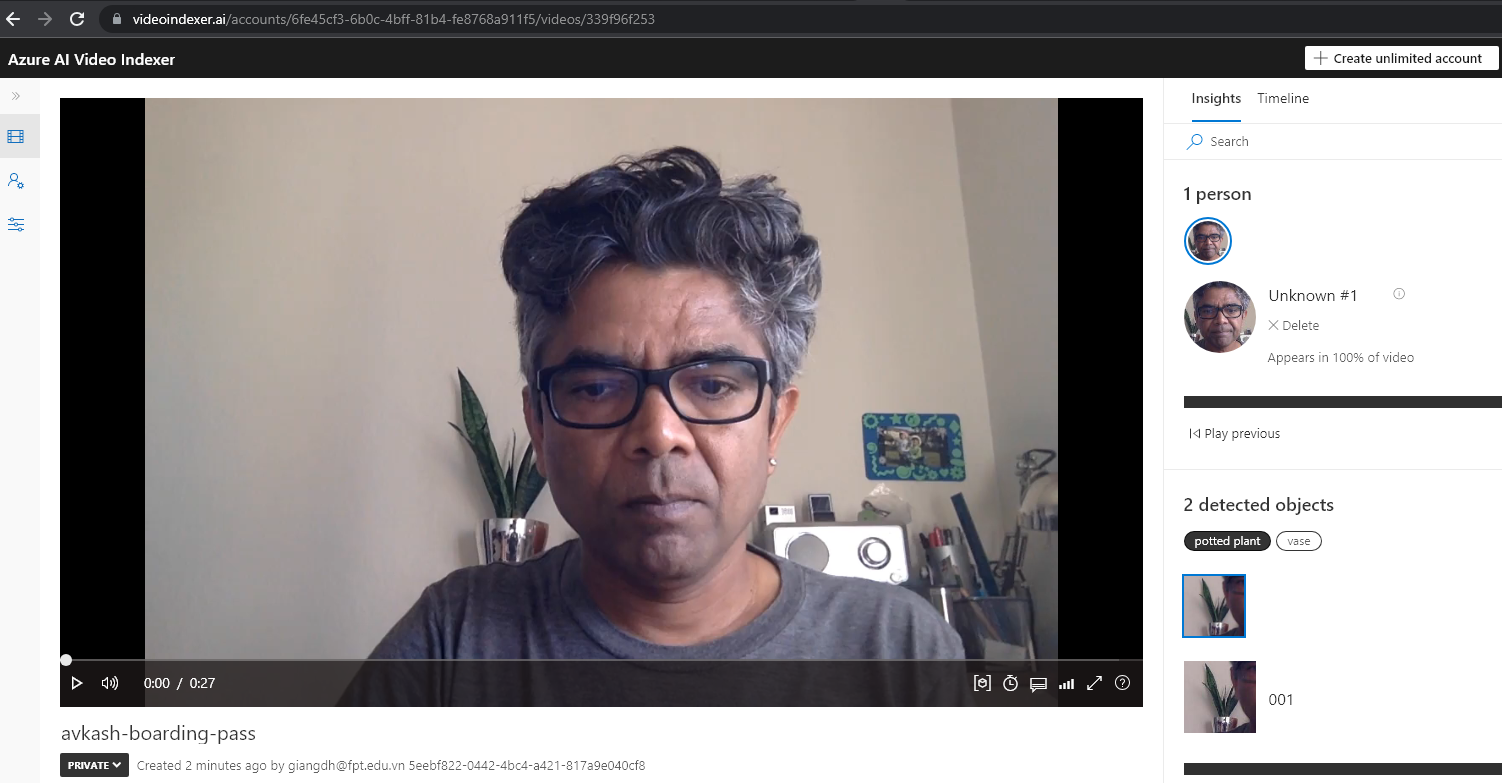 videoindexer.ai/accounts/6fe45cf3-6b0c-4bff-81b4-fe8768a911f5/videos/339f96f253
Azure AI Video Indexer
Create unlimited account
Insights
Timeline
Search
1 person
Unknown #1
Delete
Appears in 100% of video
Play previous
2 detected objects
potted plant
vase
001
0:00 / 0:27
avkash-boarding-pass
PRIVATE
Created 2 minutes ago by giangdh@fpt.edu.vn 5eebf822-0442-4bc4-a421-817a9e040cf8